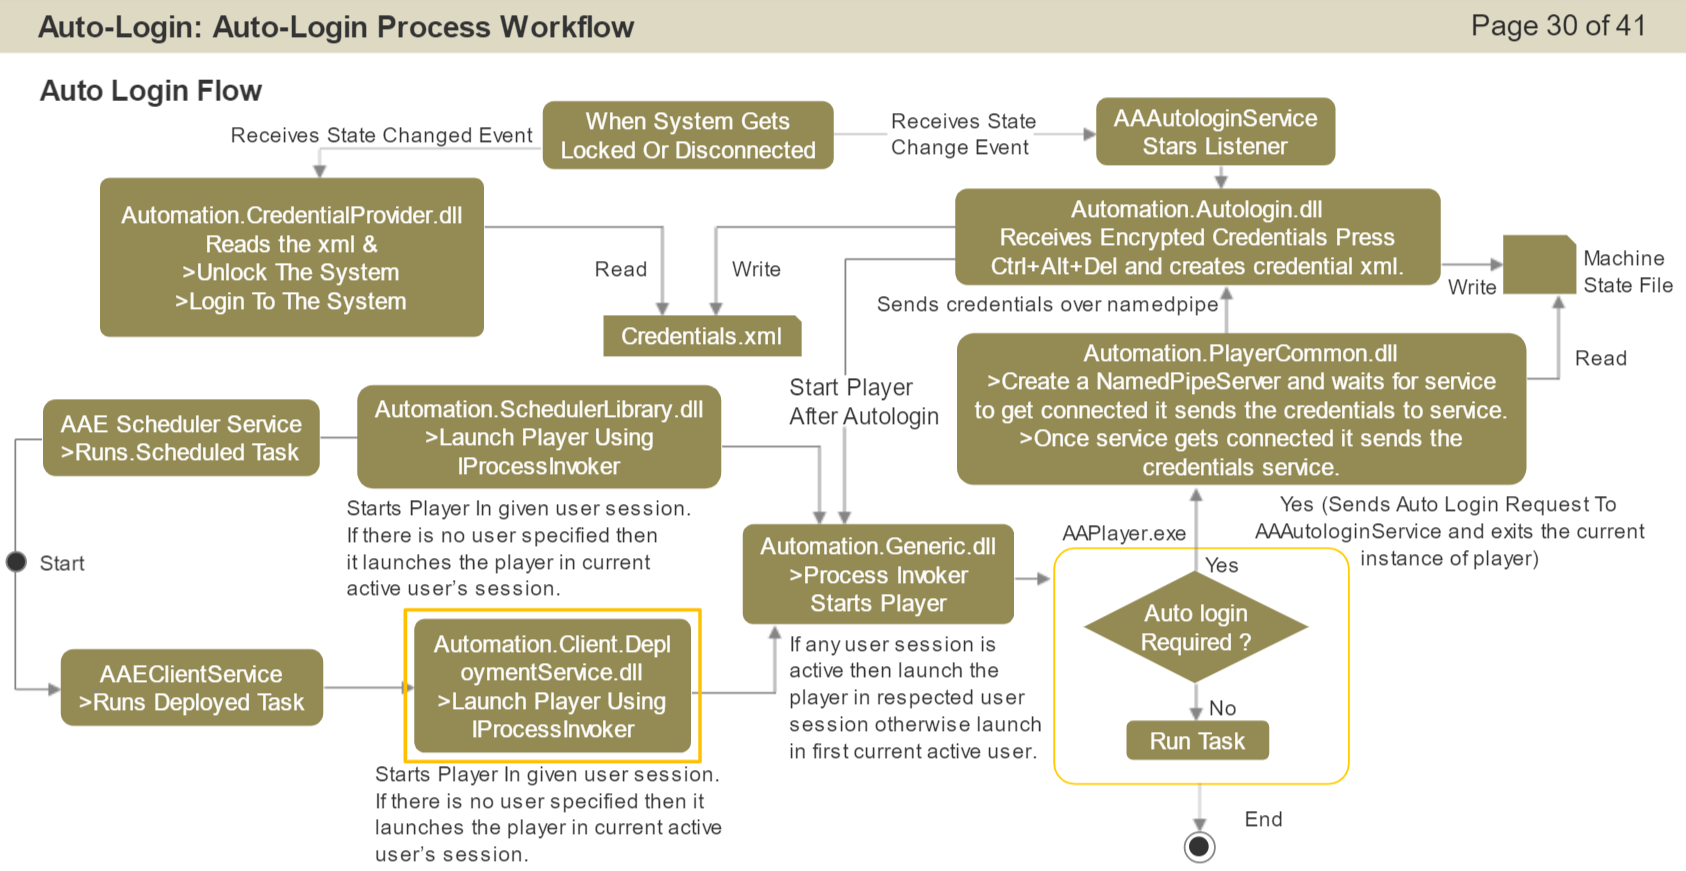 Auto-Login: Auto-Login Process Workflow
Page 30 of 41
Auto Login Flow
Receives State Changed Event
When System Gets
Locked Or Disconnected
Receives State
Change Event
AAAutologinService
Stars Listener
Automation.CredentialProvider.dll
Reads the xml &
>Unlock The System
>Login To The System
Read
Write
Credentials.xml
Automation.Autologin.dll
Receives Encrypted Credentials Press
Ctrl+Alt+Del and creates credential xml.
Write
Machine
State File
Sends credentials over namedpipe
Read
Automation.PlayerCommon.dll
>Create a NamedPipeServer and waits for service
to get connected it sends the credentials to service.
>Once service gets connected it sends the
credentials service.
Start Player
After Autologin
AAE Scheduler Service
>Runs.Scheduled Task
Automation.SchedulerLibrary.dll
>Launch Player Using
IProcessInvoker
Starts Player In given user session.
If there is no user specified then
it launches the player in current
active user's session.
Start
Automation.Generic.dll
>Process Invoker
Starts Player
AAPlayer.exe
Yes (Sends Auto Login Request To
AAAutologinService and exits the current
instance of player)
Yes
Auto login
Required ?
No
Run Task
End
If any user session is
active then launch the
player in respected user
session otherwise launch
in first current active user.
AAEClientService
>Runs Deployed Task
Automation.Client.Depl
oymentService.dll
>Launch Player Using
IProcessInvoker
Starts Player In given user session.
If there is no user specified then it
launches the player in current active
user's session.